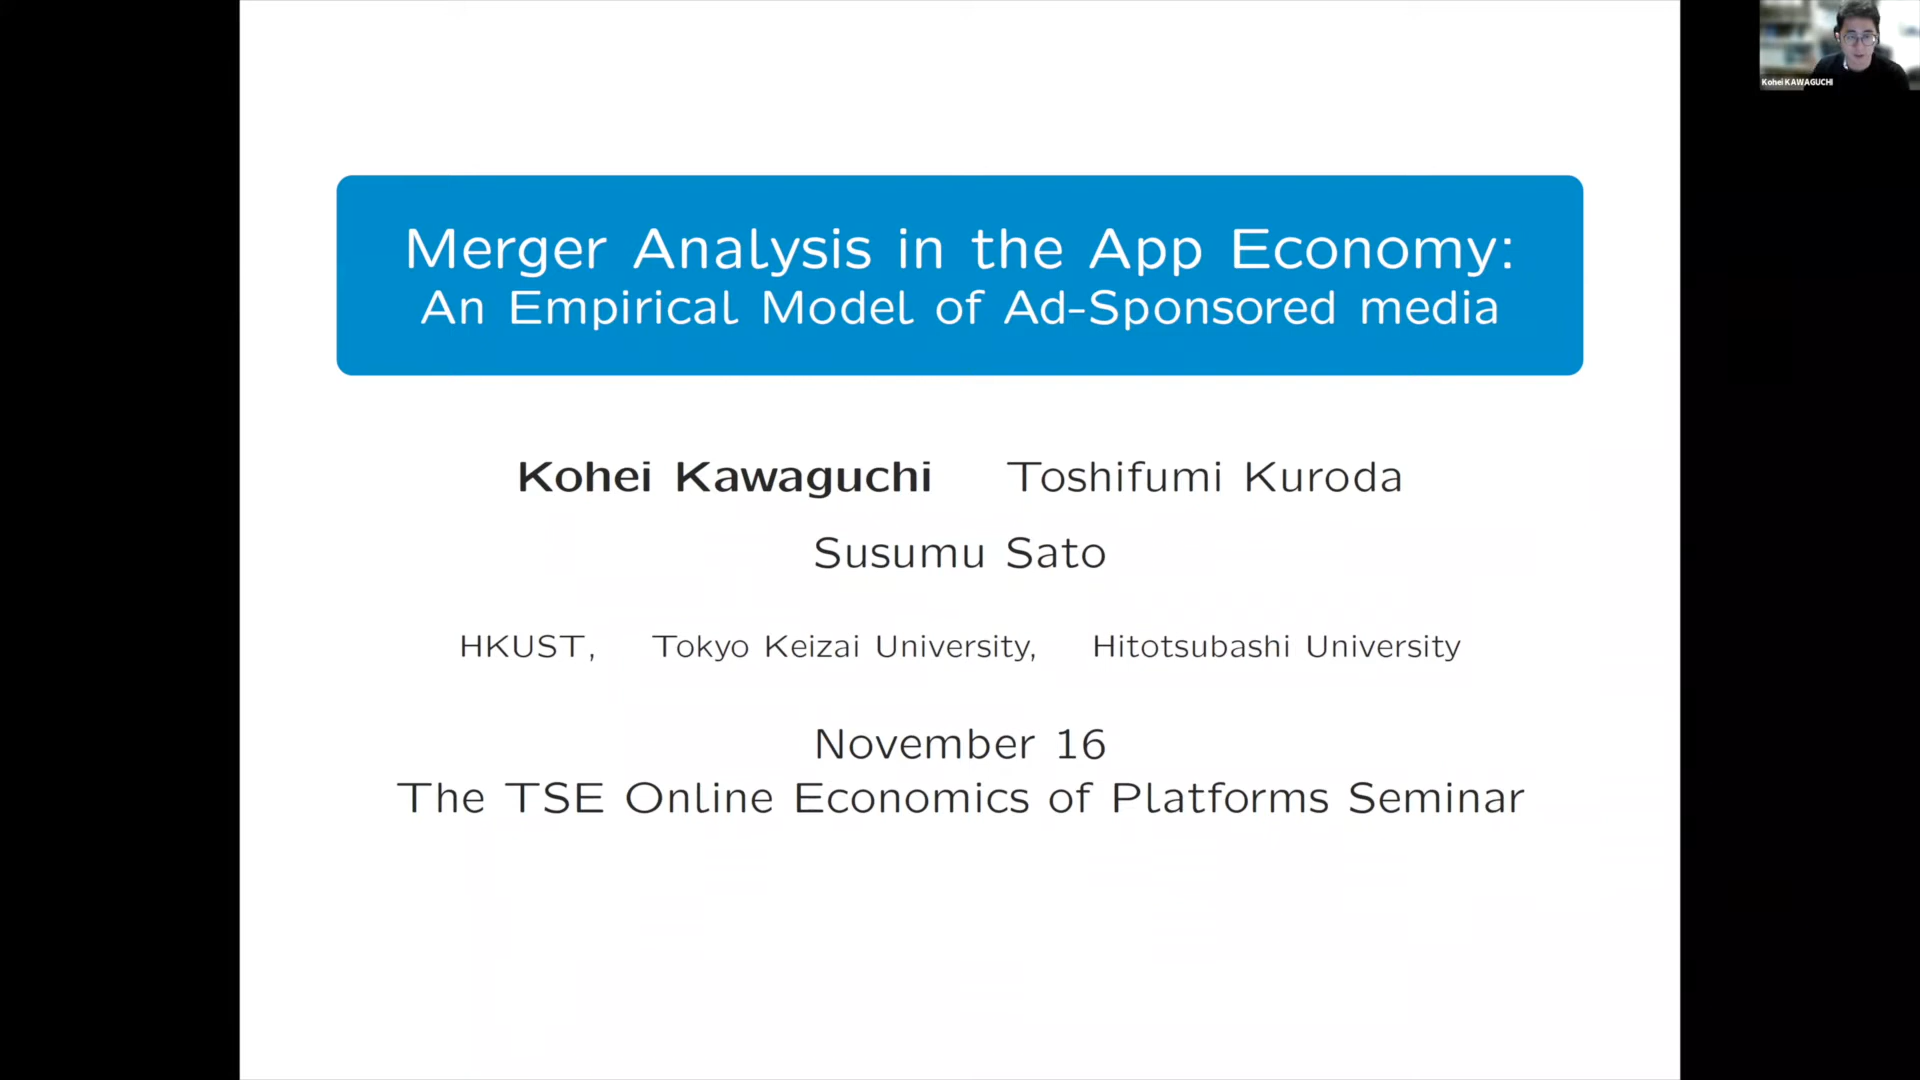 Merger Analysis in the App Economy:
An Empirical Model of Ad-Sponsored media
Kohei Kawaguchi Toshifumi Kuroda
Susumu Sato
HKUST, Tokyo Keizai University, Hitotsubashi University
November 16
The TSE Online Economics of Platforms Seminar
Kohei KAWAGUCHI